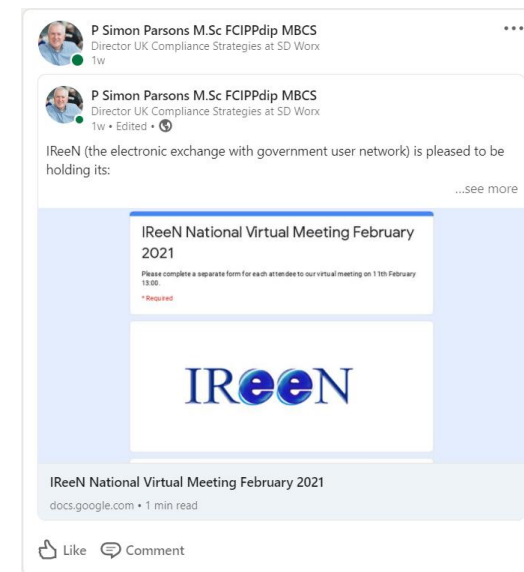 P Simon Parsons M.Sc FCIPPdip MBCS
Director UK Compliance Strategies at SD Worx
1w
P Simon Parsons M.Sc FCIPPdip MBCS
Director UK Compliance Strategies at SD Worx
1w • Edited •
IReeN (the electronic exchange with government user network) is pleased to be
holding its:
...see more
IReeN National Virtual Meeting February
2021
Please complete a separate form for each attendee to our virtual meeting on 11th February
13:00.
* Required
IReeN
IReeN National Virtual Meeting February 2021
docs.google.com • 1 min read
Like Comment